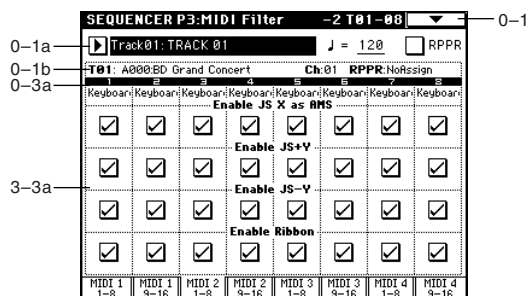 SEQUENCER P3:MIDI Filter -2 T01-08
0-1
0-1a
Track01: TRACK 01
♩ = 120
RPPR
0-1b
T01: A000:BD Grand Concert Ch:01 RPPR:NoAssign
0-3a
1 2 3 4 5 6 7 8
Keyboar Keyboar Keyboar Keyboar Keyboar Keyboar Keyboar Keyboar
Enable JS X as AMS
Enable JS+Y
3-3a
Enable JS-Y
Enable Ribbon
MIDI 1 MIDI 1 MIDI 2 MIDI 2 MIDI 3 MIDI 3 MIDI 4 MIDI 4
1-8 9-16 1-8 9-16 1-8 9-16 1-8 9-16